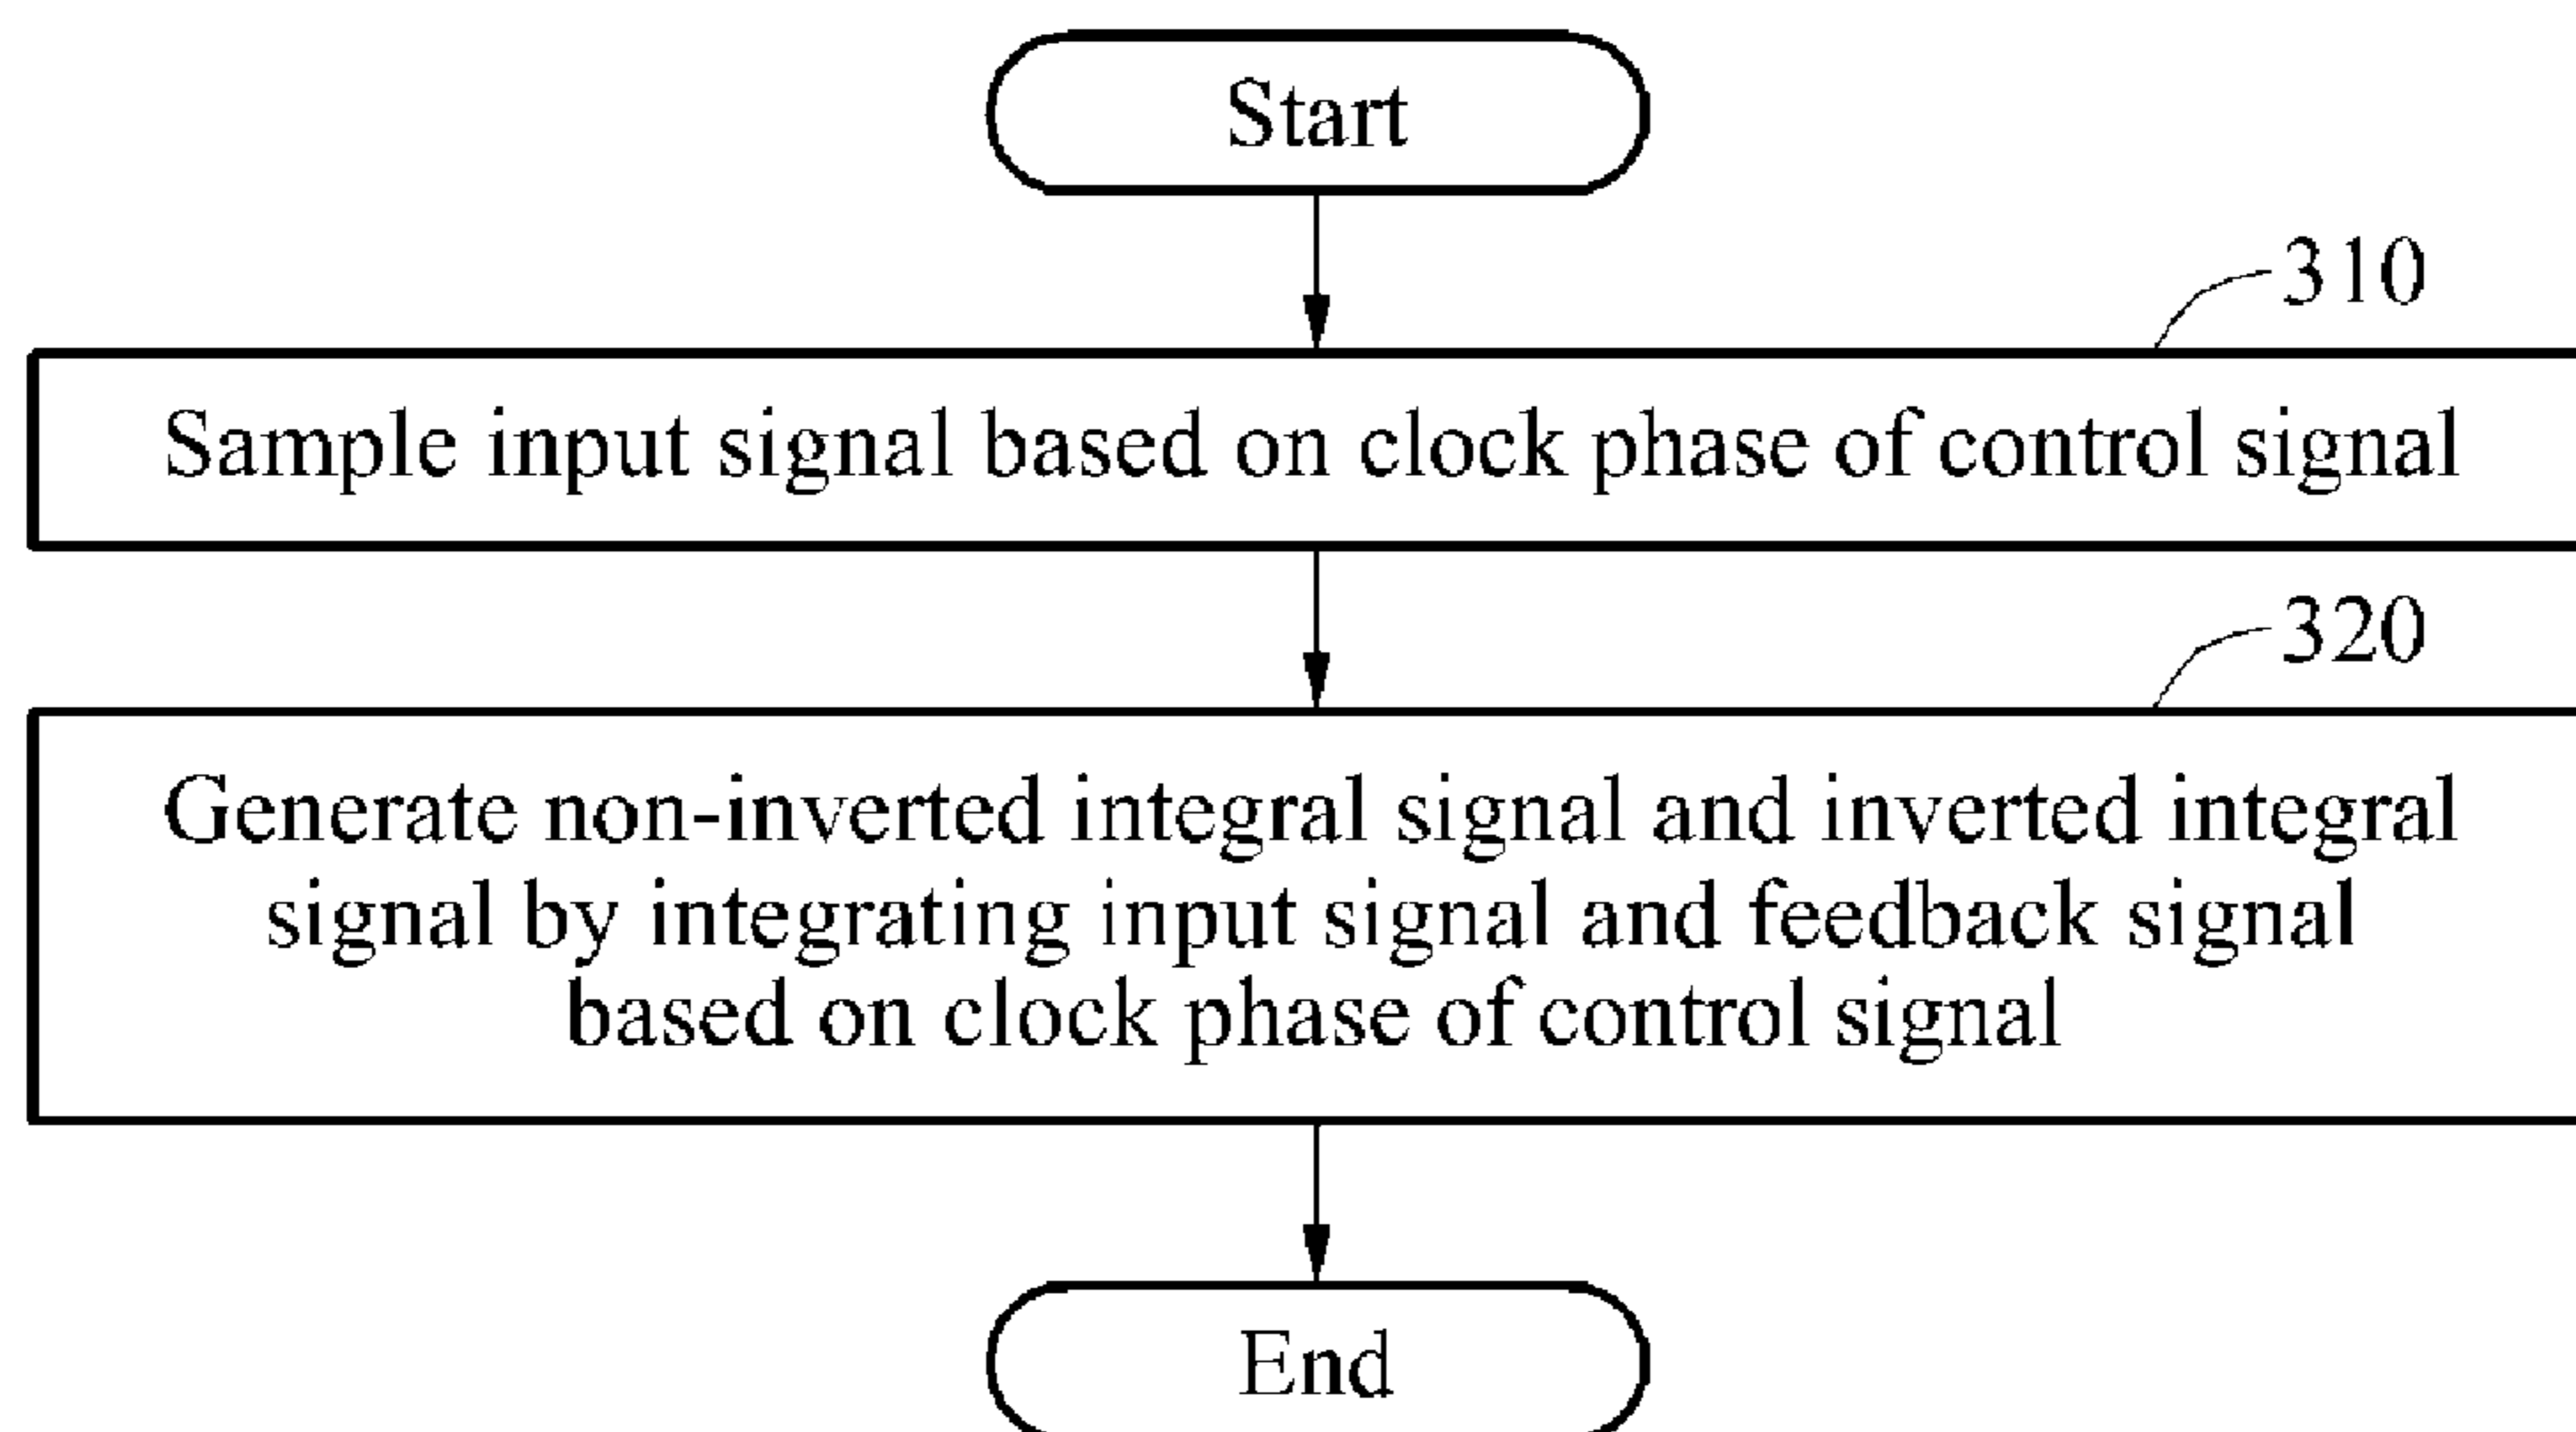 Start
310
Sample input signal based on clock phase of control signal
320
Generate non-inverted integral signal and inverted integral
signal by integrating input signal and feedback signal
based on clock phase of control signal
End